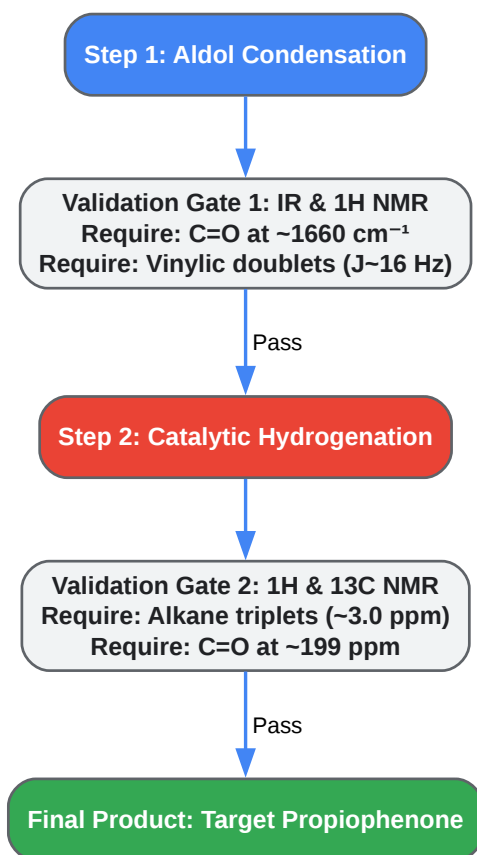 Step 1: Aldol Condensation
Validation Gate 1: IR & 1H NMR
Require: C=O at ~1660 cm⁻¹
Require: Vinylic doublets (J~16 Hz)
Pass
Step 2: Catalytic Hydrogenation
Validation Gate 2: 1H & 13C NMR
Require: Alkane triplets (~3.0 ppm)
Require: C=O at ~199 ppm
Pass
Final Product: Target Propiophenone